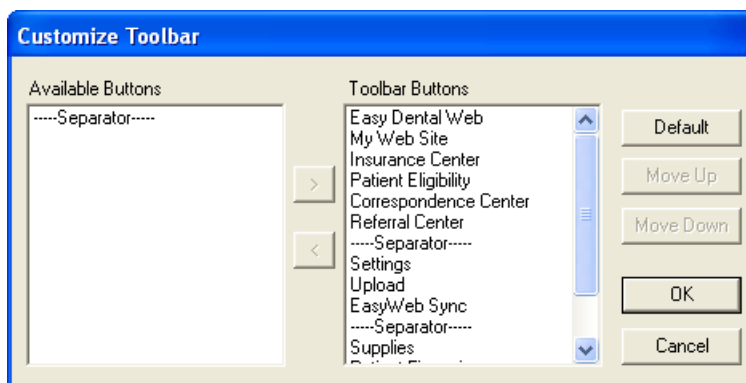 Customize Toolbar
Available Buttons
-----Separator-----
>
<
Toolbar Buttons
Easy Dental Web
My Web Site
Insurance Center
Patient Eligibility
Correspondence Center
Referral Center
-----Separator-----
Settings
Upload
EasyWeb Sync
-----Separator-----
Supplies
Default
Move Up
Move Down
OK
Cancel